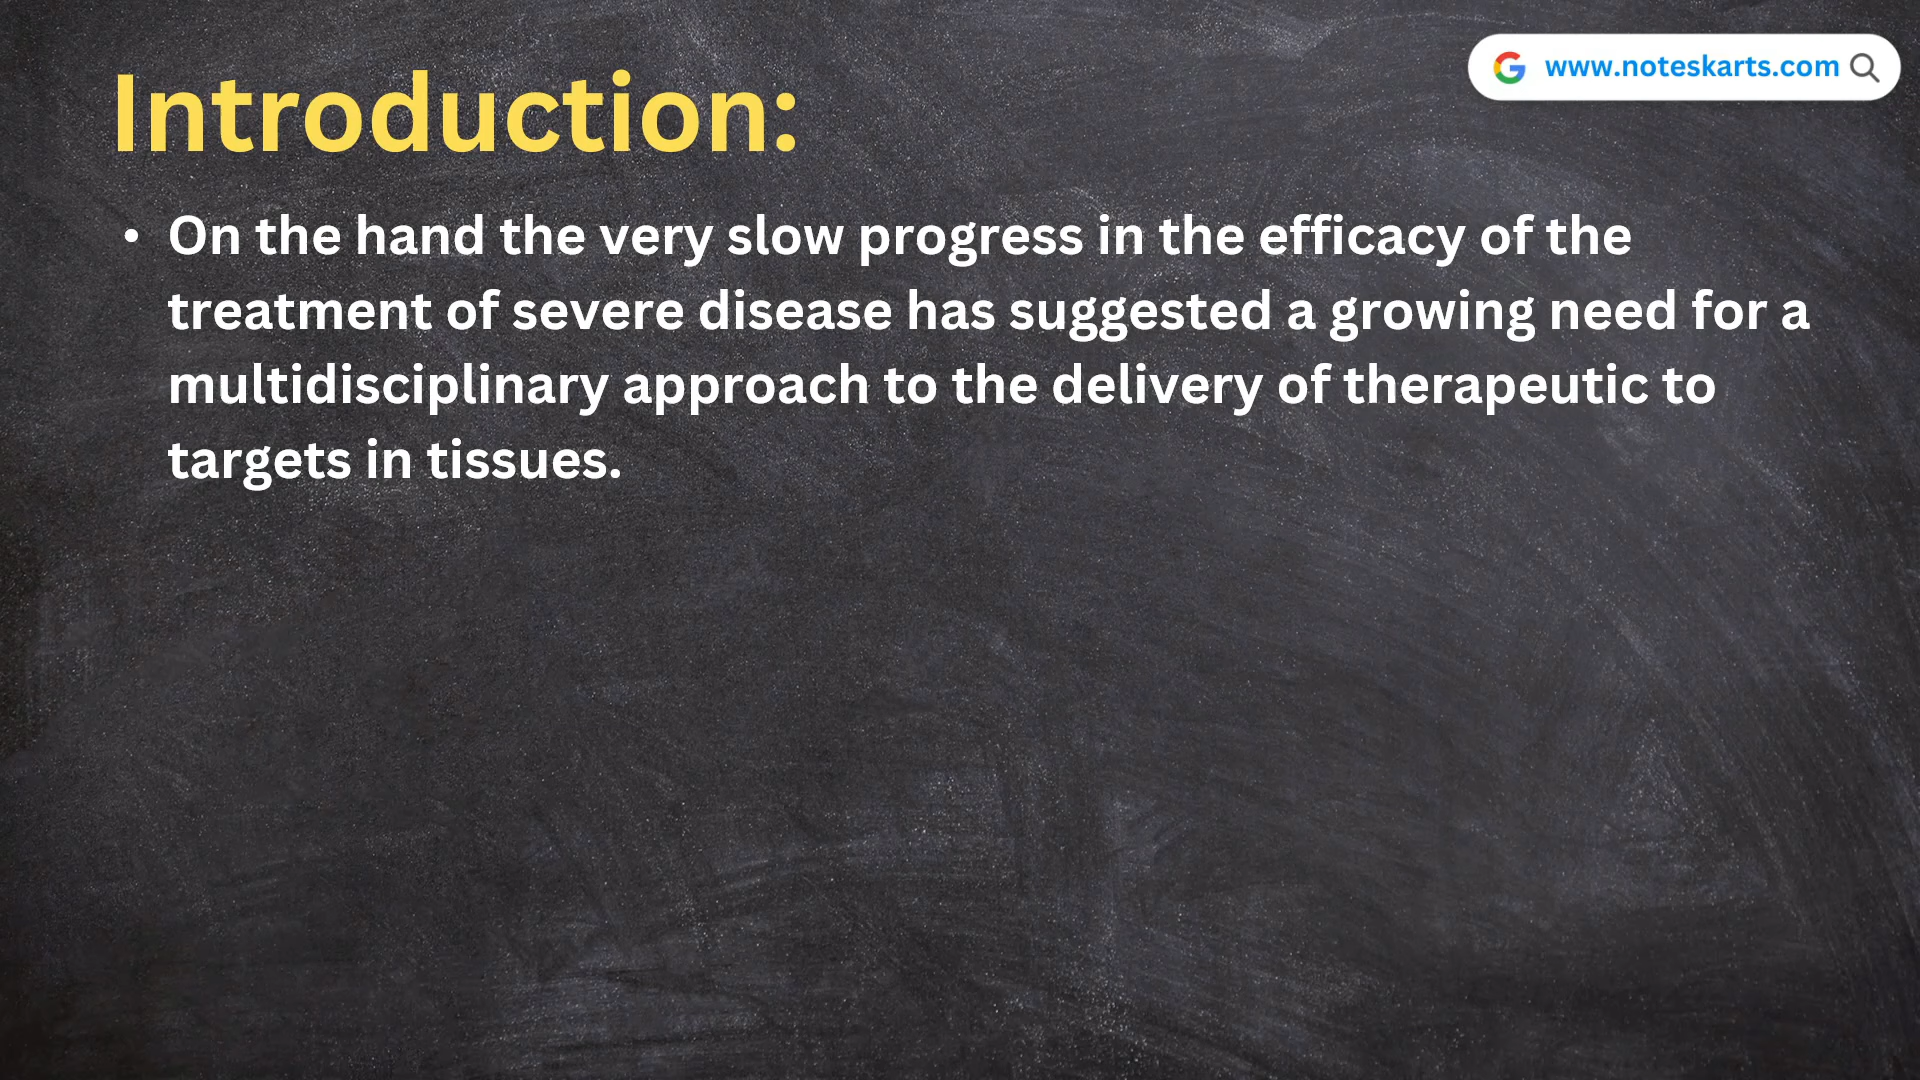 www.noteskarts.com
Introduction:
• On the hand the very slow progress in the efficacy of the
treatment of severe disease has suggested a growing need for a
multidisciplinary approach to the delivery of therapeutic to
targets in tissues.